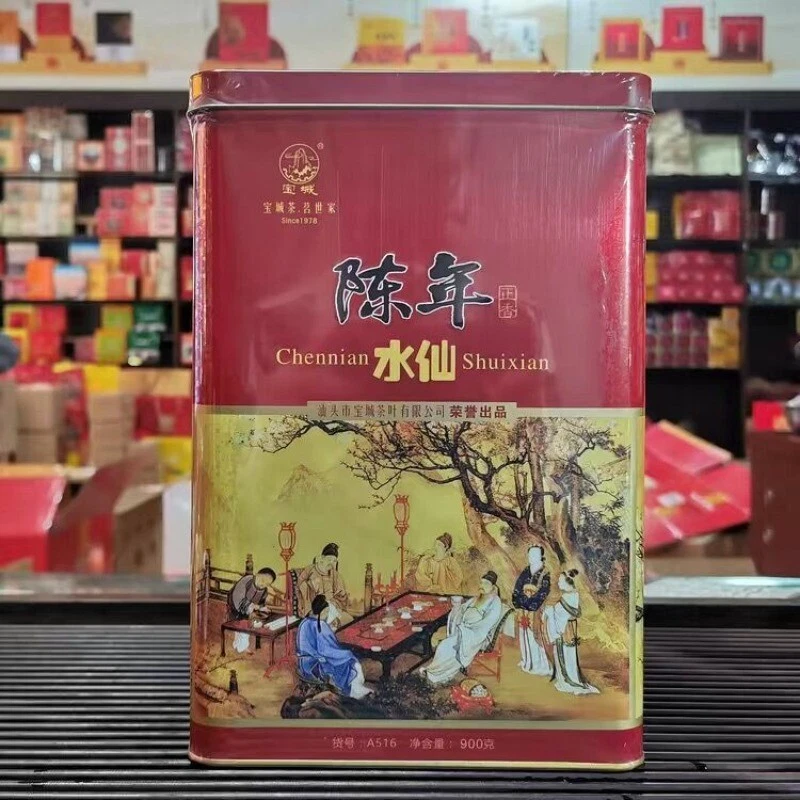 宝城
宝城茶·茗世家
Since1978
陈年
正香
Chennian 水仙 Shuixian
汕头市宝城茶叶有限公司 荣誉出品
货号：A516 净含量：900克